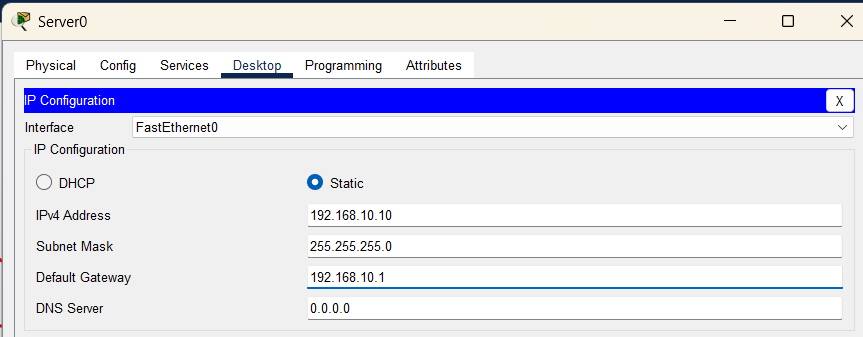 Server0
Physical Config Services Desktop Programming Attributes
IP Configuration X
Interface FastEthernet0
IP Configuration
DHCP Static
IPv4 Address 192.168.10.10
Subnet Mask 255.255.255.0
Default Gateway 192.168.10.1
DNS Server 0.0.0.0